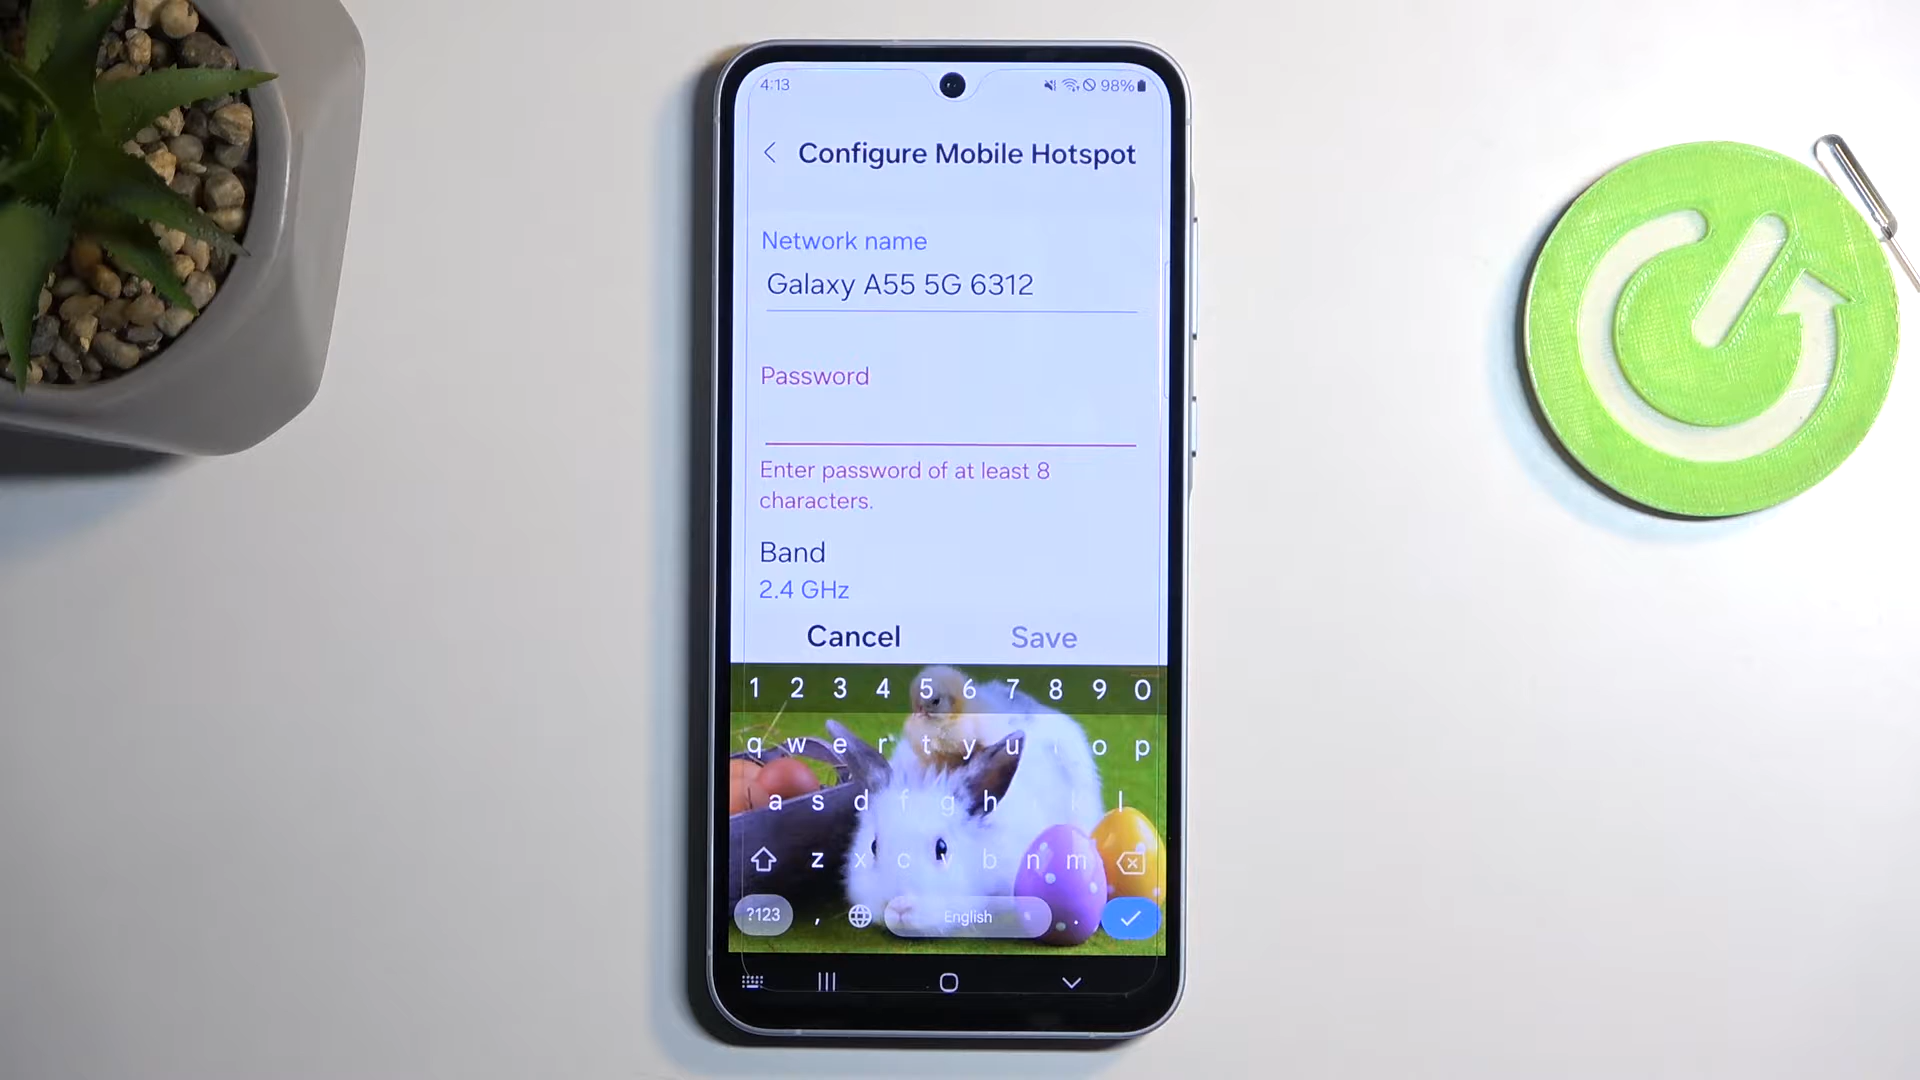 4:13
98%
Configure Mobile Hotspot
Network name
Galaxy A55 5G 6312
Password
Enter password of at least 8
characters.
Band
2.4 GHz
Cancel Save
1 2 3 4 5 6 7 8 9 0
q w e r t y u i o p
a s d f g h k l
z x c v b n m
?123 , English .